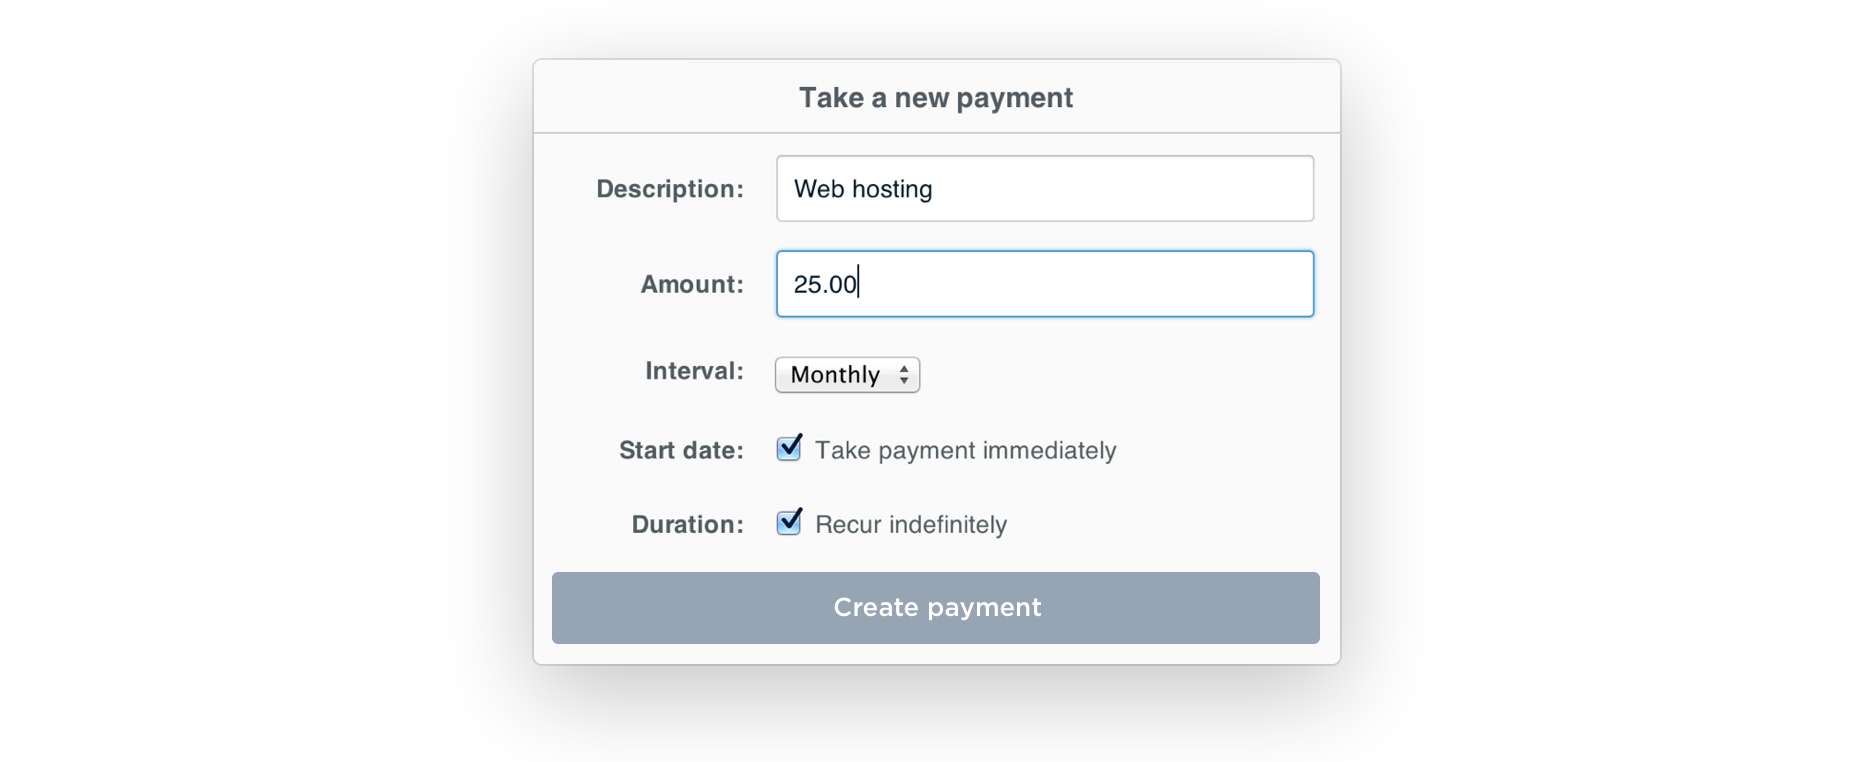 Take a new payment
Description: Web hosting
Amount: 25.00
Interval: Monthly
Start date: Take payment immediately
Duration: Recur indefinitely
Create payment